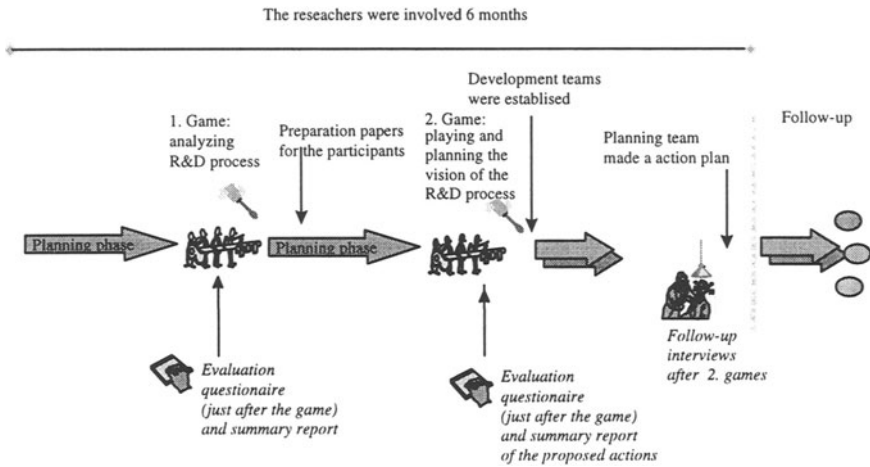 The reseachers were involved 6 months
Development teams
were establised
1. Game:
analyzing
R&D process
Preparation papers
for the participants
2. Game:
playing and
planning the
vision of the
R&D process
Planning team
made a action plan
Follow-up
Planning phase
Planning phase
Evaluation
questionaire
(just after the game)
and summary report
Evaluation
questionaire
(just after the game)
and summary report
of the proposed actions
Follow-up
interviews
after 2. games